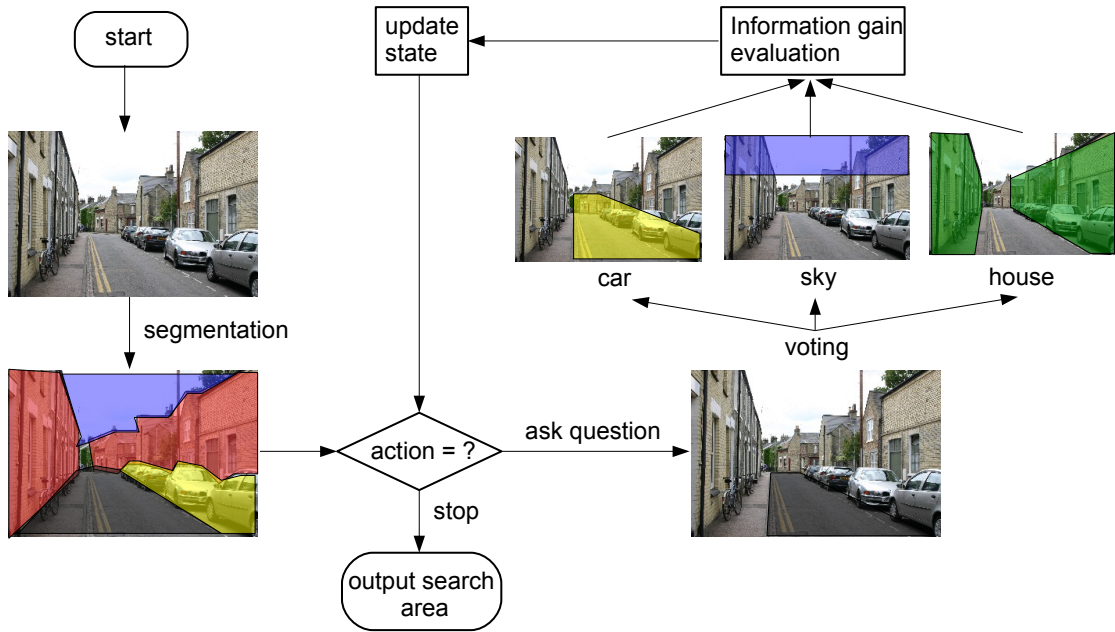 start
update
state
Information gain
evaluation
car
sky
house
segmentation
voting
action = ?
ask question
stop
output search
area